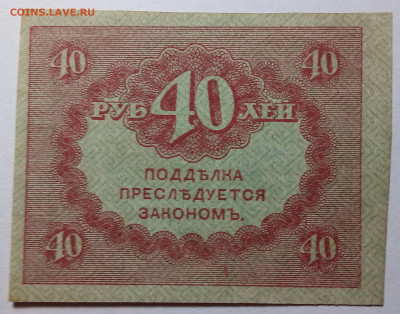 COINS.LAVE.RU
40 40
РУБ 40 ЛЕЙ
ПОДДѢЛКА
ПРЕСЛѢДУЕТСЯ
ЗАКОНОМЪ.
40 40